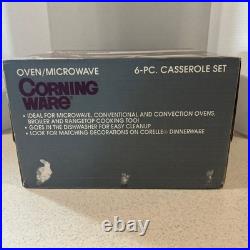 OVEN/MICROWAVE 6-PC. CASSEROLE SET
CORNING
WARE®
• IDEAL FOR MICROWAVE, CONVENTIONAL AND CONVECTION OVENS,
BROILER AND RANGETOP COOKING TOO!
• GOES IN THE DISHWASHER FOR EASY CLEANUP
• LOOK FOR MATCHING DECORATIONS ON CORELLE® DINNERWARE